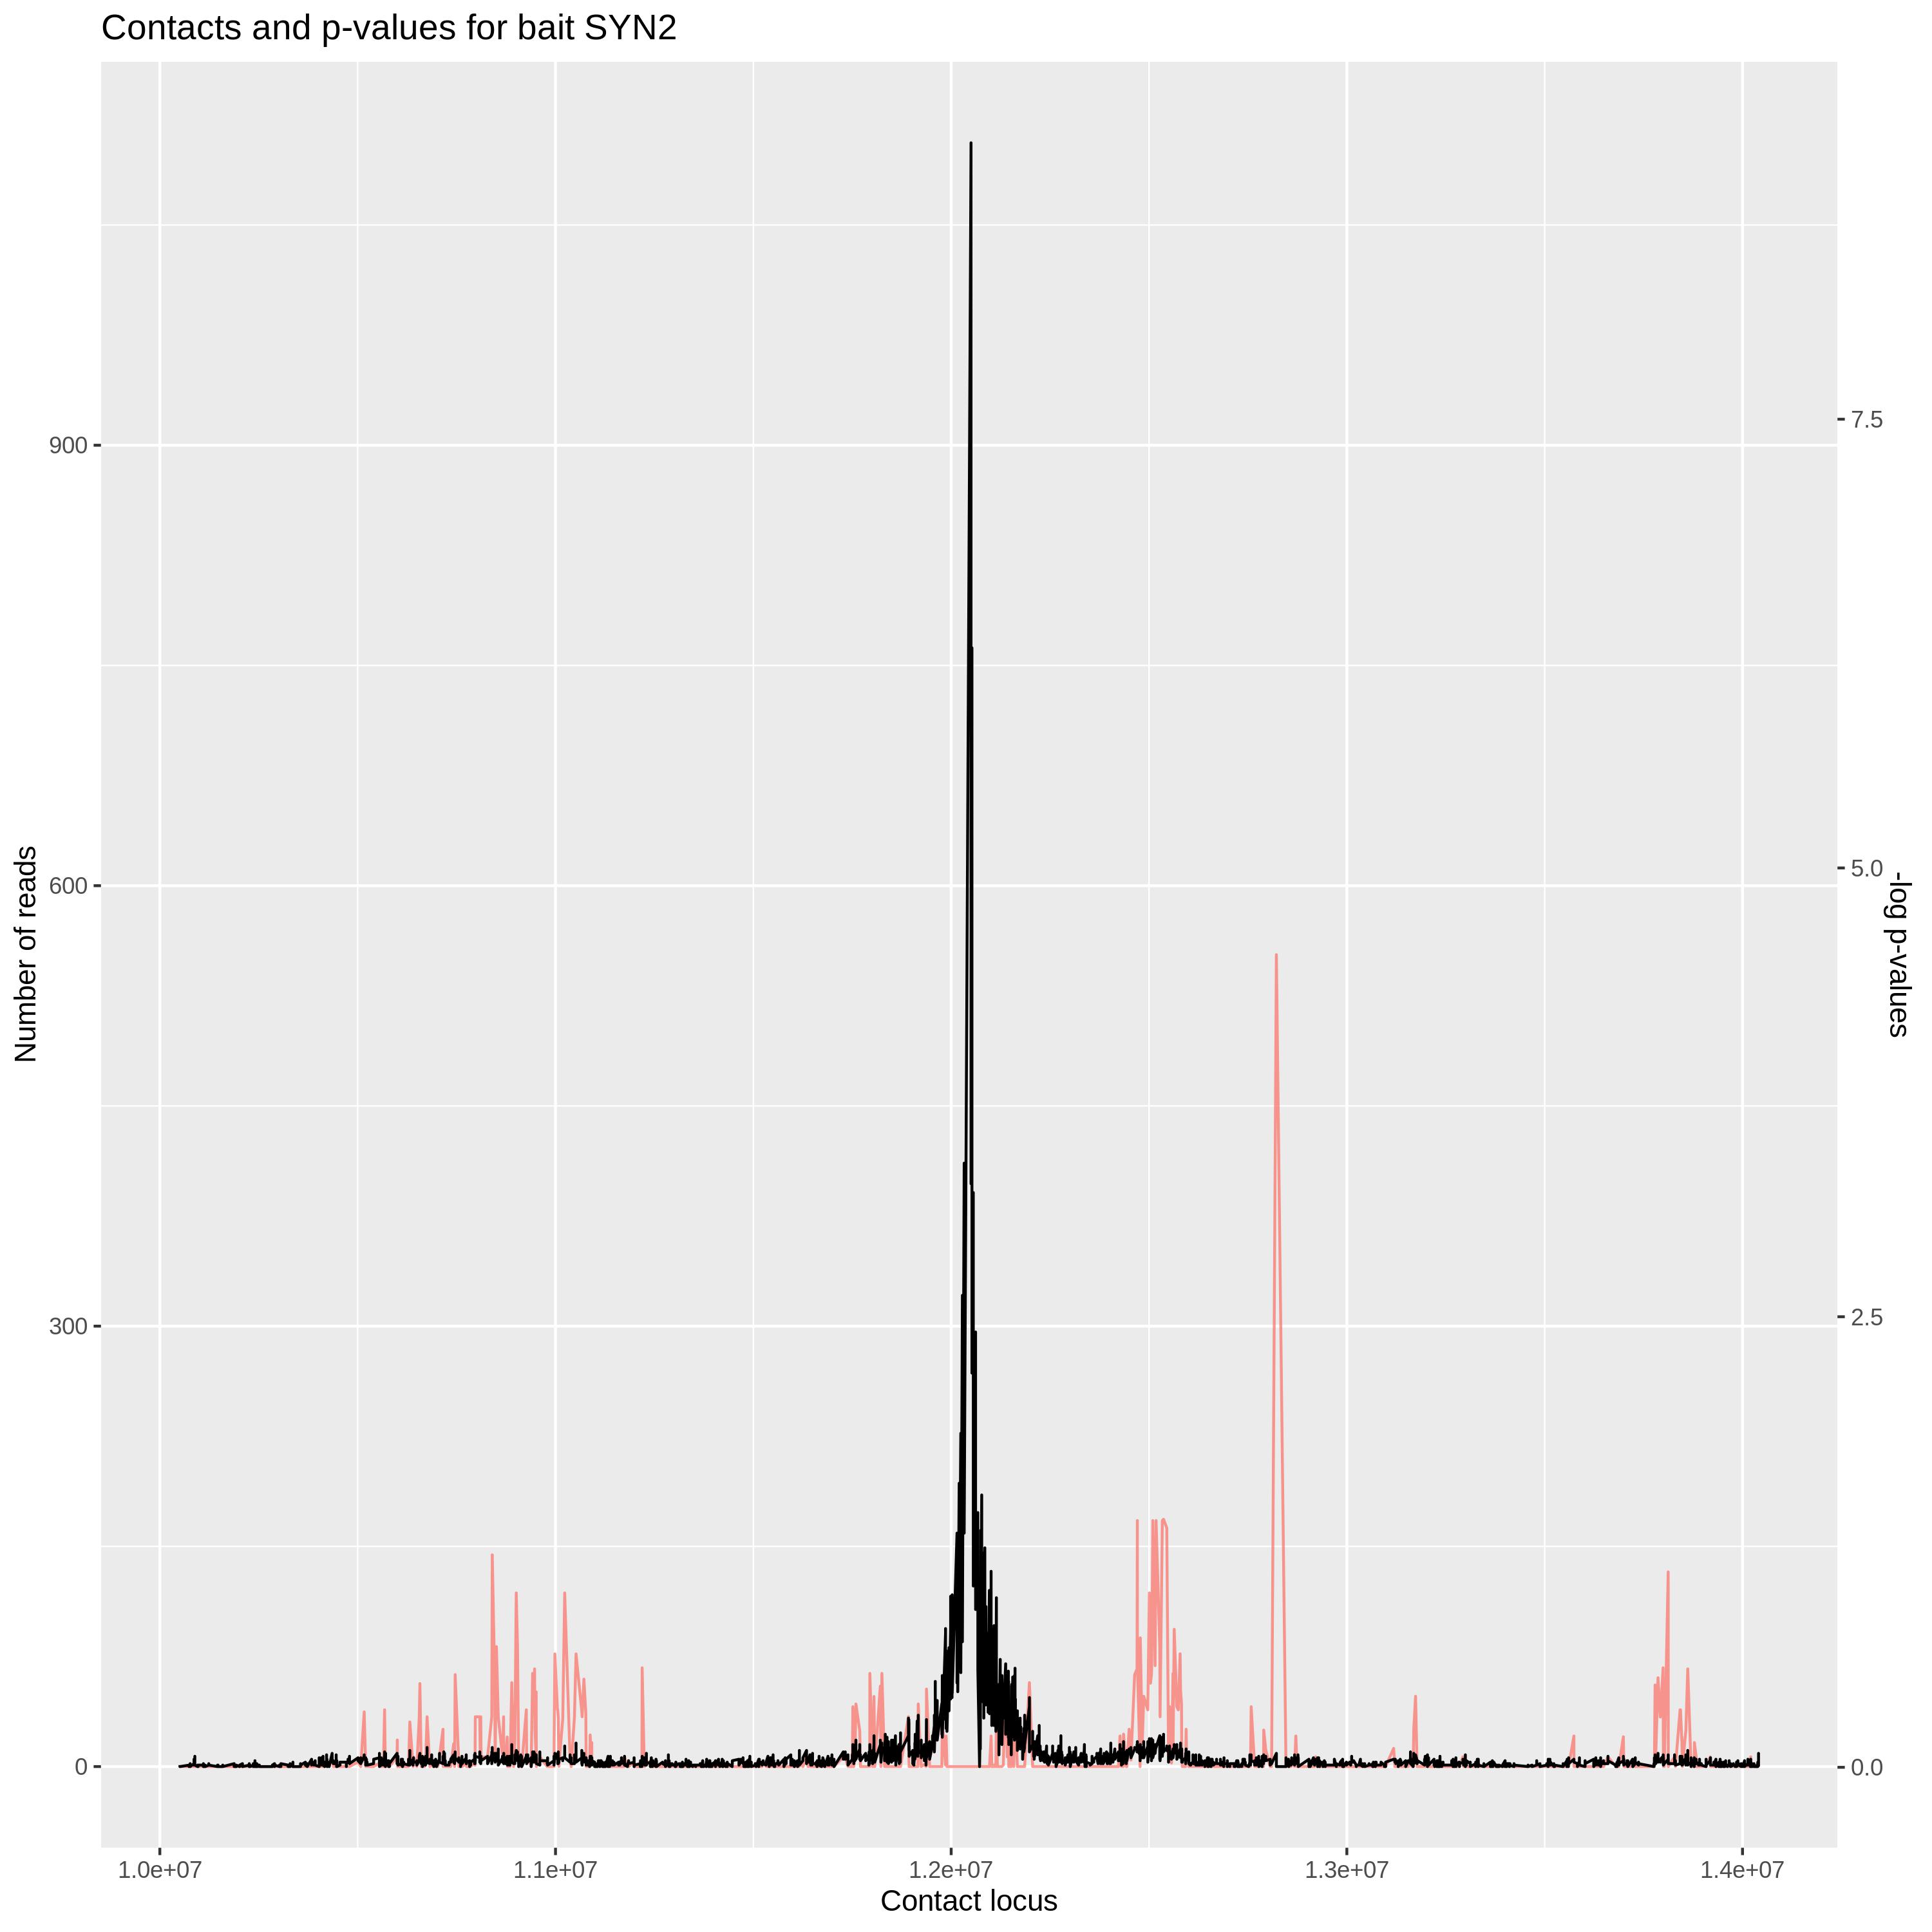 Contacts and p-values for bait SYN2
Number of reads
900
600
300
0
7.5
5.0
2.5
0.0
-log p-values
1.0e+07
1.1e+07
1.2e+07
1.3e+07
1.4e+07
Contact locus